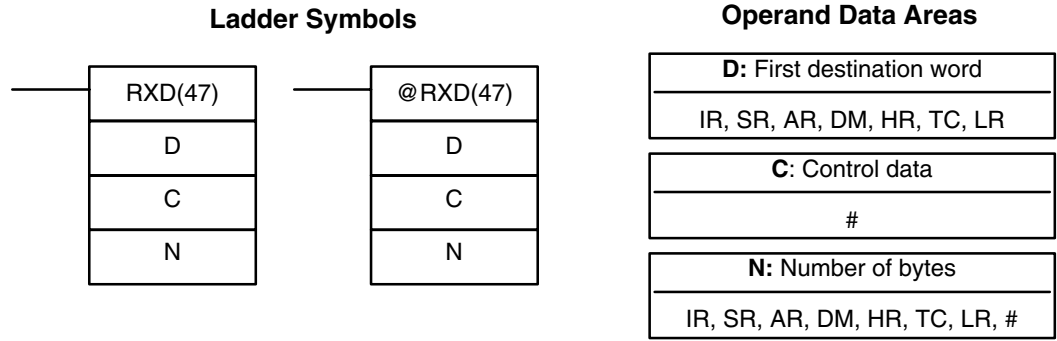 Ladder Symbols
RXD(47)
D
C
N
@RXD(47)
D
C
N
Operand Data Areas
D: First destination word
IR, SR, AR, DM, HR, TC, LR
C: Control data
#
N: Number of bytes
IR, SR, AR, DM, HR, TC, LR, #